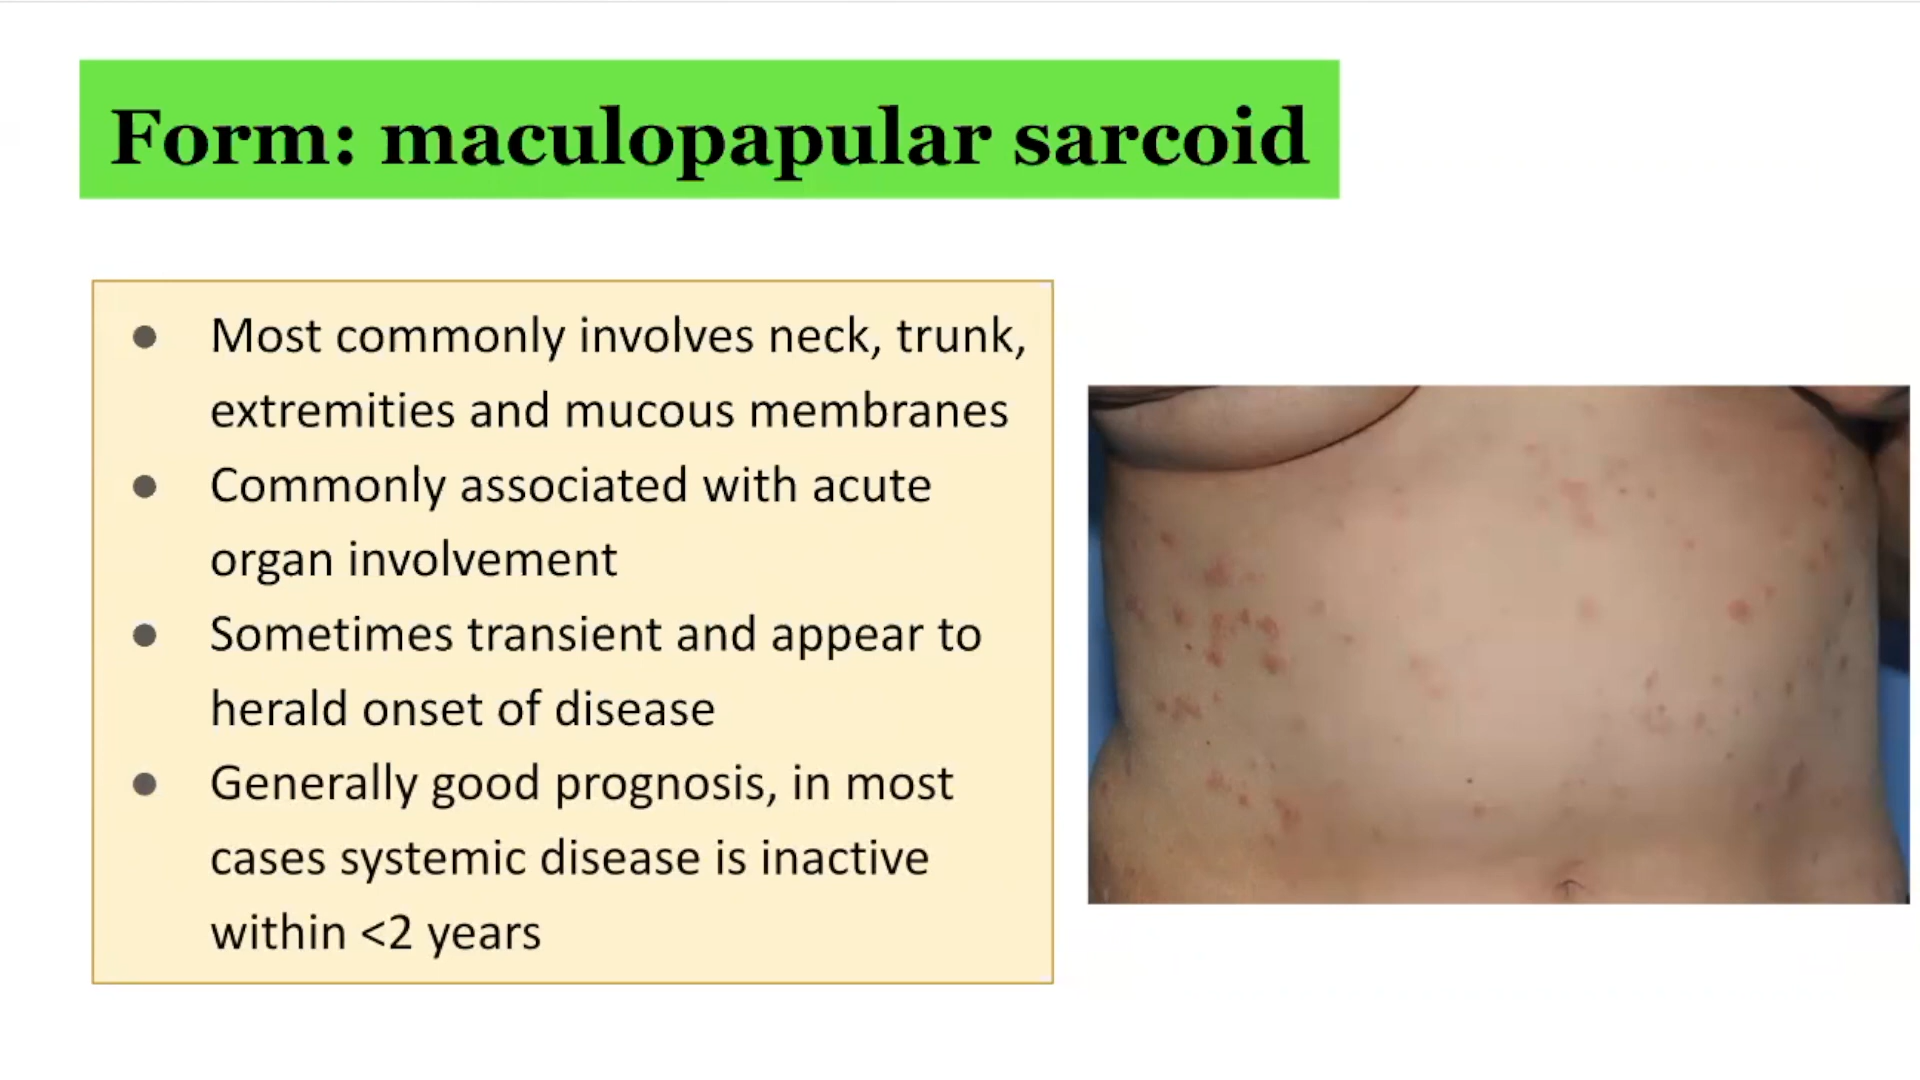 Form: maculopapular sarcoid
● Most commonly involves neck, trunk,
extremities and mucous membranes
● Commonly associated with acute
organ involvement
● Sometimes transient and appear to
herald onset of disease
● Generally good prognosis, in most
cases systemic disease is inactive
within <2 years